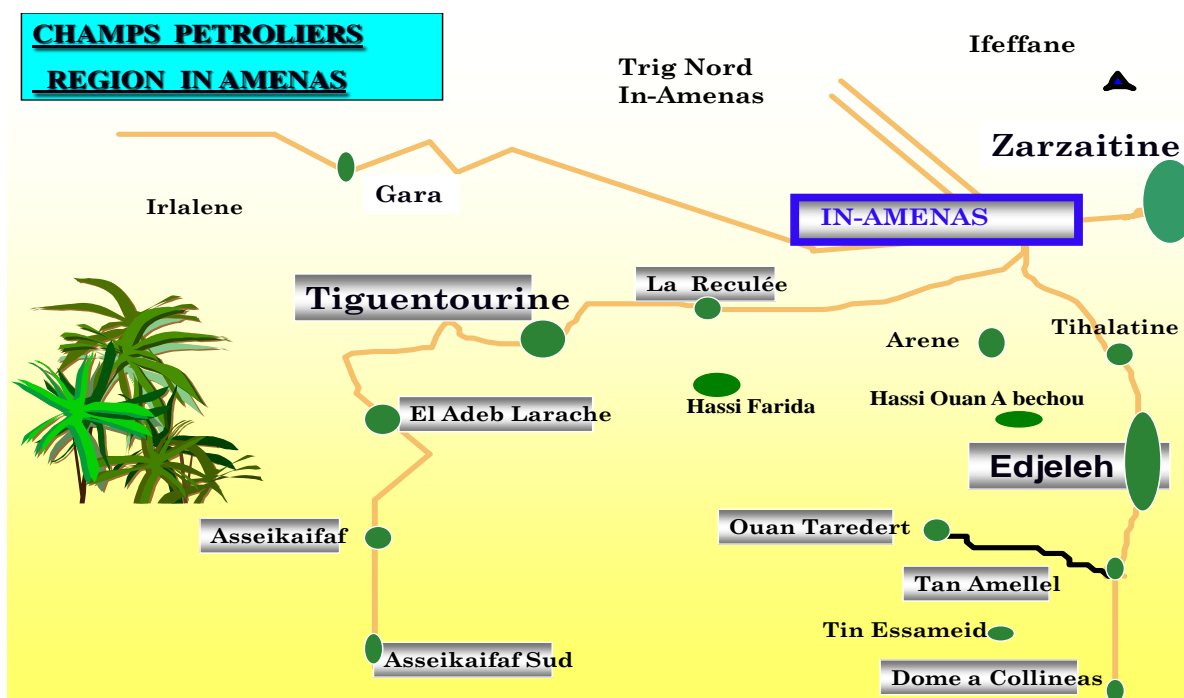 CHAMPS PETROLIERS
REGION IN AMENAS
Ifeffane
Trig Nord
In-Amenas
Zarzaitine
Gara
Irlalene
IN-AMENAS
La Reculée
Tiguentourine
Tihalatine
Arene
Hassi Farida
Hassi Ouan A bechou
El Adeb Larache
Edjeleh
Ouan Taredert
Asseikaifaf
Tan Amellel
Tin Essameid
Asseikaifaf Sud
Dome a Collineas